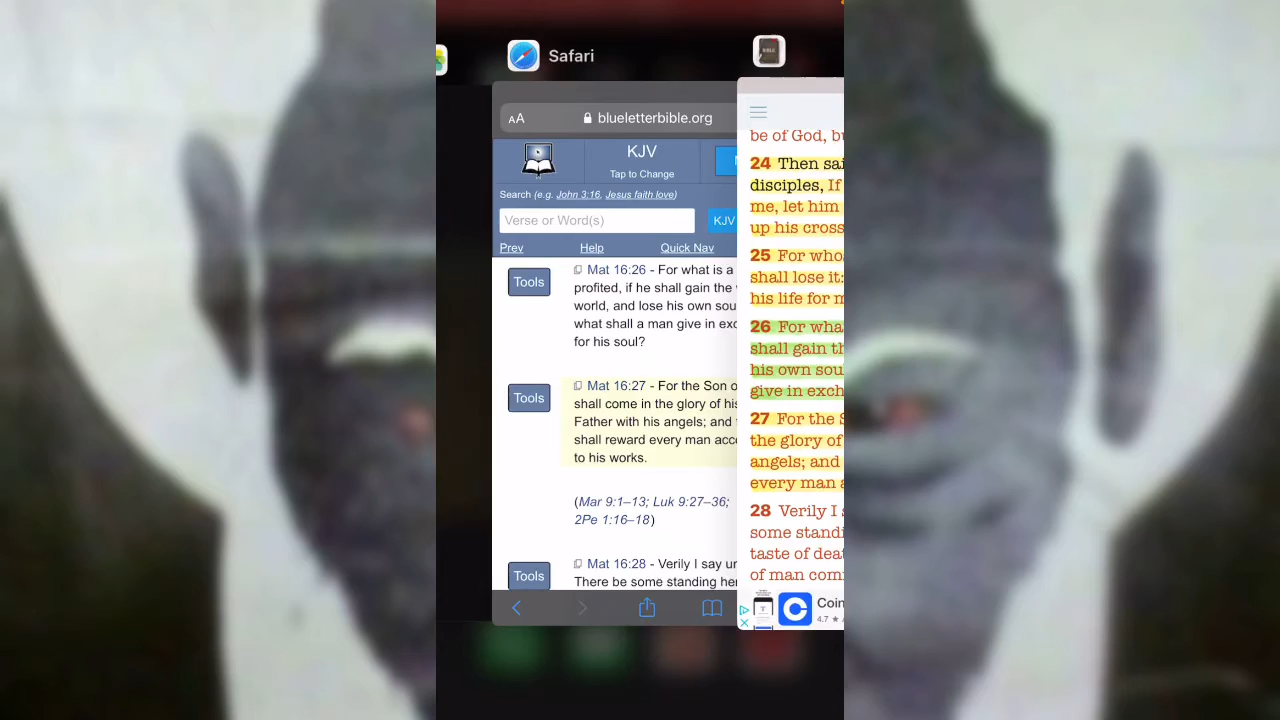 Safari
AA
blueletterbible.org
KJV
Tap to Change
Search (e.g. John 3:16, Jesus faith love)
Verse or Word(s)
KJV
Prev Help Quick Nav
Tools
Mat 16:26 - For what is a
profited, if he shall gain the
world, and lose his own sou
what shall a man give in exc
for his soul?
Tools
Mat 16:27 - For the Son o
shall come in the glory of his
Father with his angels; and
shall reward every man acc
to his works.
(Mar 9:1–13; Luk 9:27–36;
2Pe 1:16–18)
Tools
Mat 16:28 - Verily I say un
There be some standing her
BIBLE
be of God, bu
24 Then sai
disciples, If
me, let him
up his cross
25 For who
shall lose it:
his life for m
26 For wha
shall gain th
his own sou
give in exch
27 For the S
the glory of
angels; and
every man a
28 Verily I
some standi
taste of deat
of man com
Coin
4.7 ★